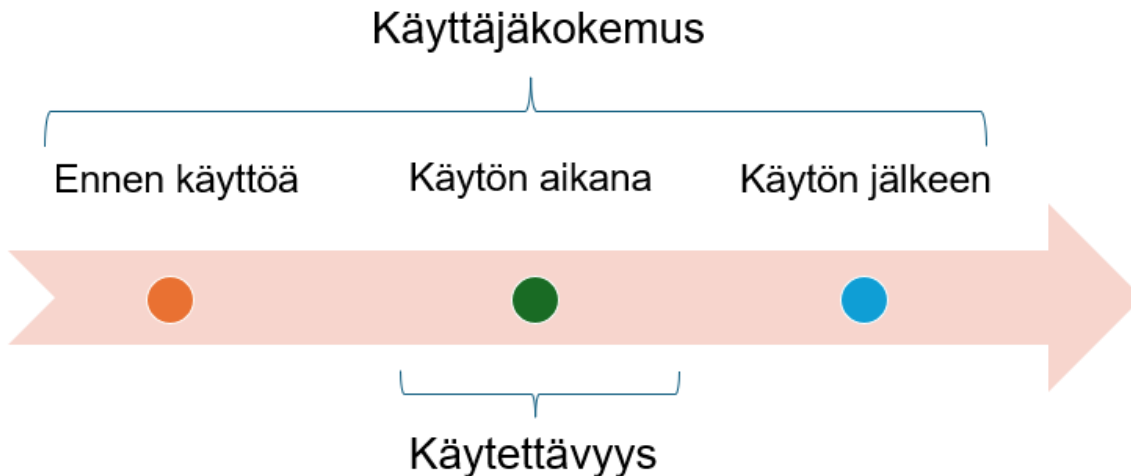 Käyttäjäkokemus
Ennen käyttöä
Käytön aikana
Käytön jälkeen
Käytettävyys